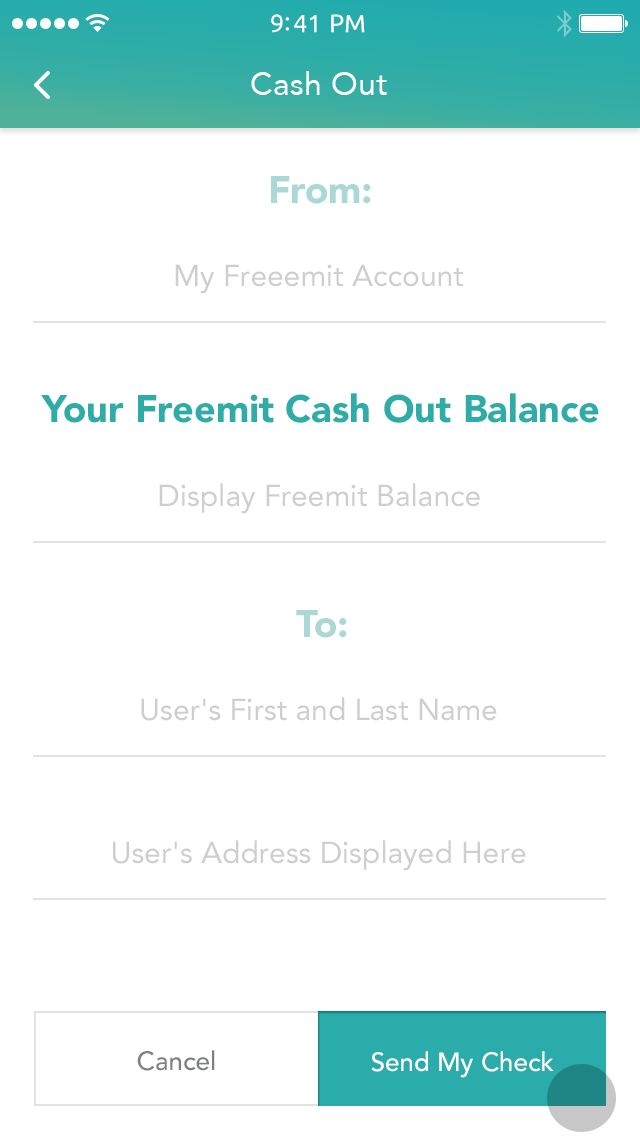 9:41 PM
Cash Out
From:
My Freeemit Account
Your Freemit Cash Out Balance
Display Freemit Balance
To:
User's First and Last Name
User's Address Displayed Here
Cancel
Send My Check